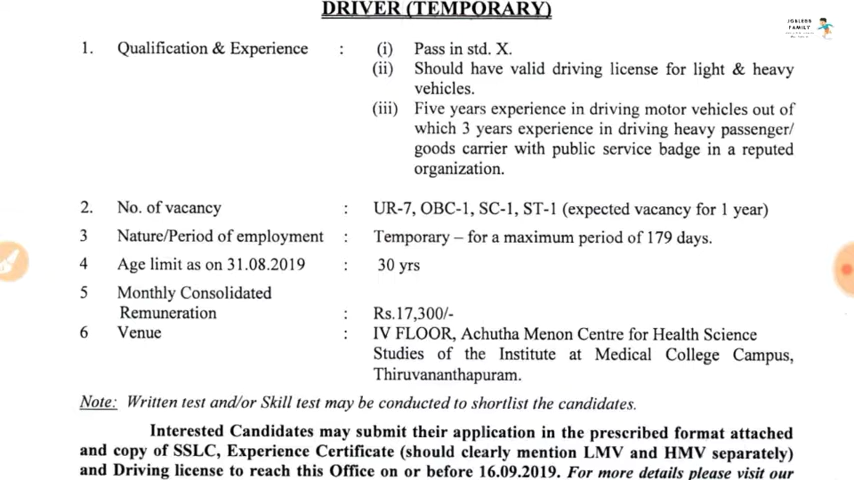 DRIVER (TEMPORARY)
JOBLESS
FAMILY
1. Qualification & Experience : (i) Pass in std. X.
(ii) Should have valid driving license for light & heavy
vehicles.
(iii) Five years experience in driving motor vehicles out of
which 3 years experience in driving heavy passenger/
goods carrier with public service badge in a reputed
organization.
2. No. of vacancy : UR-7, OBC-1, SC-1, ST-1 (expected vacancy for 1 year)
3 Nature/Period of employment : Temporary – for a maximum period of 179 days.
4 Age limit as on 31.08.2019 : 30 yrs
5 Monthly Consolidated
Remuneration : Rs.17,300/-
6 Venue : IV FLOOR, Achutha Menon Centre for Health Science
Studies of the Institute at Medical College Campus,
Thiruvananthapuram.
Note: Written test and/or Skill test may be conducted to shortlist the candidates.
Interested Candidates may submit their application in the prescribed format attached
and copy of SSLC, Experience Certificate (should clearly mention LMV and HMV separately)
and Driving license to reach this Office on or before 16.09.2019. For more details please visit our